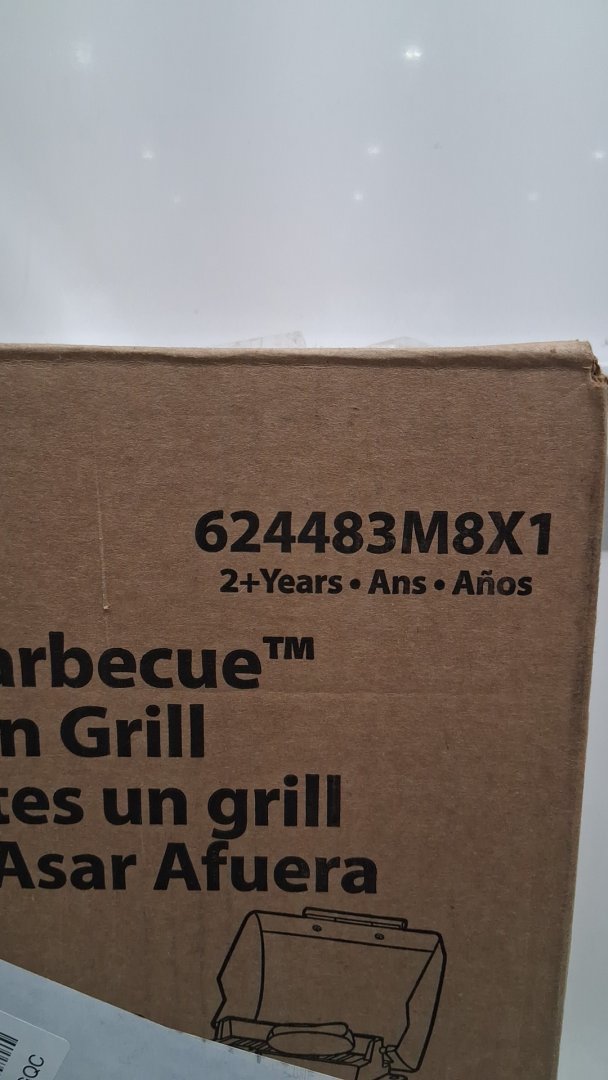 624483M8X1
2+Years • Ans • Años
arbecue™
n Grill
tes un grill
Asar Afuera